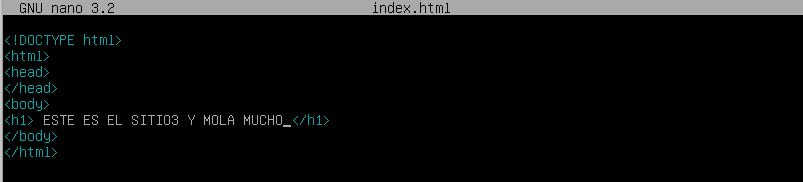 GNU nano 3.2 index.html
<!DOCTYPE html>
<html>
<head>
</head>
<body>
<h1> ESTE ES EL SITIO3 Y MOLA MUCHO_</h1>
</body>
</html>